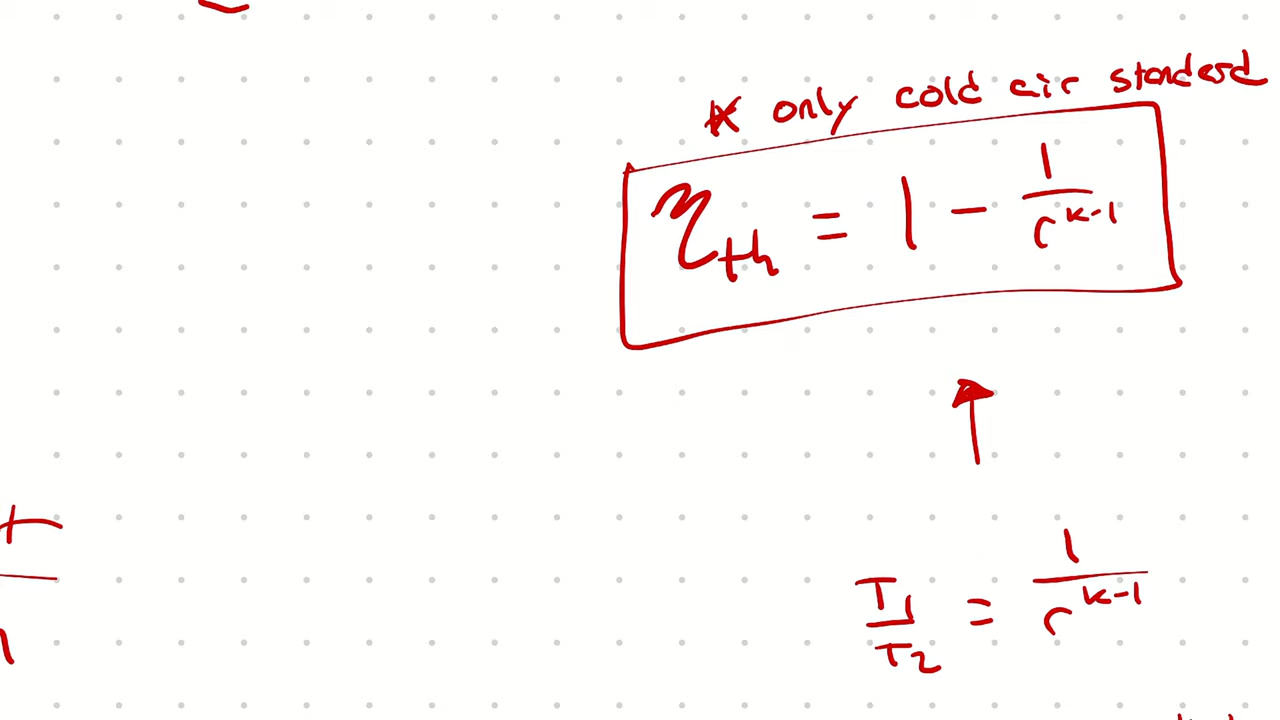 * only cold air standard
η_th = 1 - 1/r^(k-1)
T_1/T_2 = 1/r^(k-1)